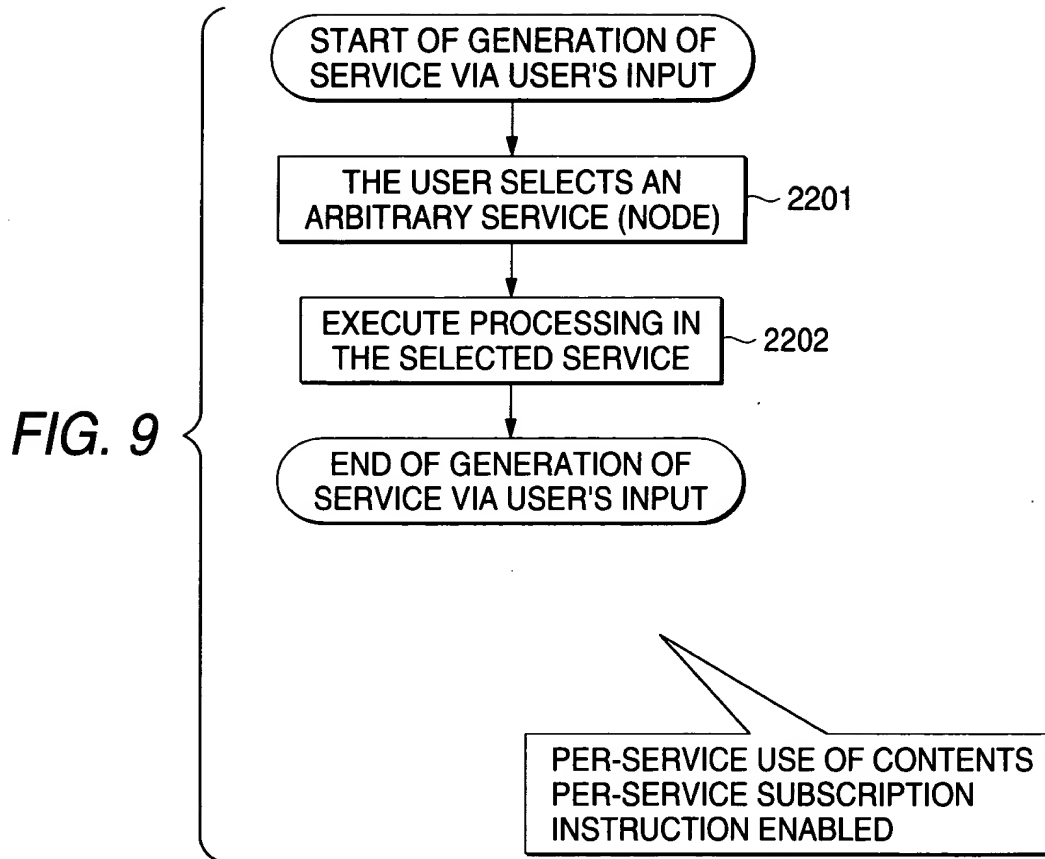 START OF GENERATION OF
SERVICE VIA USER'S INPUT
THE USER SELECTS AN
ARBITRARY SERVICE (NODE)
2201
EXECUTE PROCESSING IN
THE SELECTED SERVICE
2202
FIG. 9
END OF GENERATION OF
SERVICE VIA USER'S INPUT
PER-SERVICE USE OF CONTENTS
PER-SERVICE SUBSCRIPTION
INSTRUCTION ENABLED